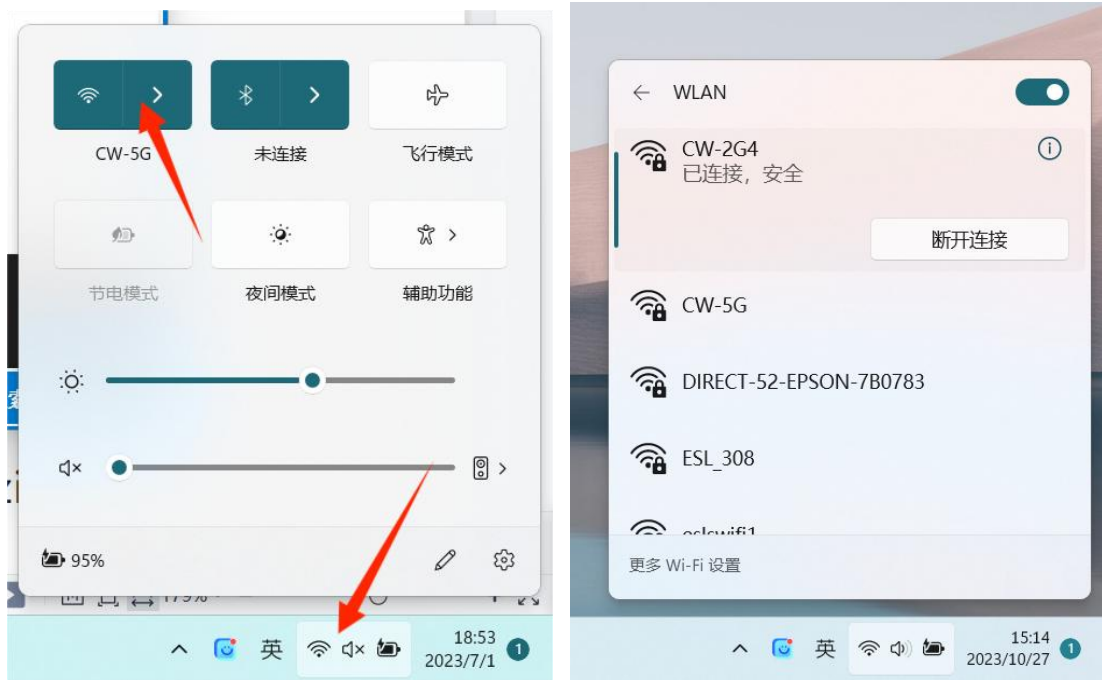 CW-5G
未连接
飞行模式
节电模式
夜间模式
辅助功能
95%
英
18:53
2023/7/1
1
WLAN
CW-2G4
已连接，安全
断开连接
CW-5G
DIRECT-52-EPSON-7B0783
ESL_308
更多 Wi-Fi 设置
英
15:14
2023/10/27
1